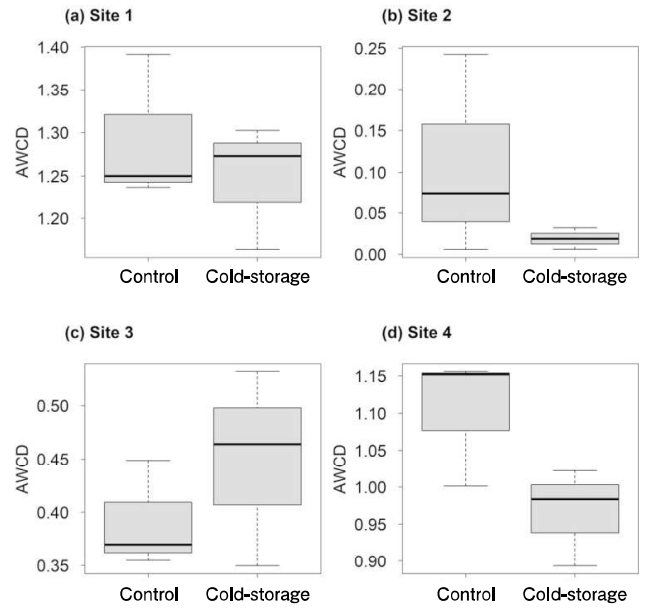 (a) Site 1
1.40
1.35
1.30
1.25
1.20
AWCD
Control Cold-storage
(b) Site 2
0.25
0.20
0.15
0.10
0.05
0.00
AWCD
Control Cold-storage
(c) Site 3
0.50
0.45
0.40
0.35
AWCD
Control Cold-storage
(d) Site 4
1.15
1.10
1.05
1.00
0.95
0.90
AWCD
Control Cold-storage